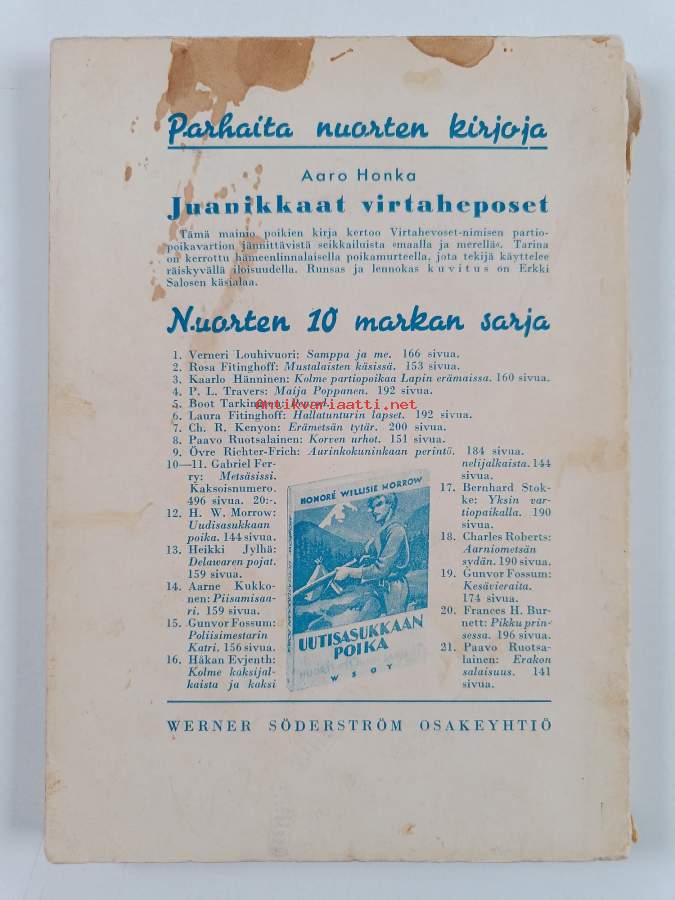 Parhaita nuorten kirjoja
Aaro Honka
Juanikkaat virtaheposet
Tämä mainio poikien kirja kertoo Virtahevoset-nimisen partio-
poikavartion jännittävistä seikkailuista »maalla ja merellä«. Tarina
on kerrottu hämeenlinnalaisella poikamurteella, jota tekijä käyttelee
räiskyvällä iloisuudella. Runsas ja lennokas kuvitus on Erkki
Salosen käsialaa.
Nuorten 10 markan sarja
1. Verneri Louhivuori: Samppa ja me. 166 sivua.
2. Rosa Fitinghoff: Mustalaisten käsissä. 153 sivua.
3. Kaarlo Hänninen: Kolme partiopoikaa Lapin erämaissa. 160 sivua.
4. P. L. Travers: Maija Poppanen. 192 sivua.
5. Boot Tarkington:
antikvariaatti.net
6. Laura Fitinghoff: Hallatunturin lapset. 192 sivua.
7. Ch. R. Kenyon: Erämetsän tytär. 200 sivua.
8. Paavo Ruotsalainen: Korven urhot. 151 sivua.
9. Övre Richter-Frich: Aurinkokuninkaan perintö. 184 sivua.
10—11. Gabriel Fer-
ry: Metsäsissi.
Kaksoisnumero.
496 sivua. 20:-.
12. H. W. Morrow:
Uudisasukkaan
poika. 144 sivua.
13. Heikki Jylhä:
Delawaren pojat.
159 sivua.
14. Aarne Kukko-
nen: Piisamisaa-
ri. 159 sivua.
15. Gunvor Fossum:
Poliisimestarin
Katri. 156 sivua.
16. Håkan Evjenth:
Kolme kaksijal-
kaista ja kaksi
nelijalkaista. 144
sivua.
17. Bernhard Stok-
ke: Yksin var-
tiopaikalla. 190
sivua.
18. Charles Roberts:
Aarniometsän
sydän. 190 sivua.
19. Gunvor Fossum:
Kesävieraita.
174 sivua.
20. Frances H. Bur-
nett: Pikku prin-
sessa. 196 sivua.
21. Paavo Ruotsa-
lainen: Erakon
salaisuus. 141
sivua.
HONORÉ WILLISIE MORROW
UUTISASUKKAAN
POIKA
WSOY
WERNER SÖDERSTRÖM OSAKEYHTIÖ